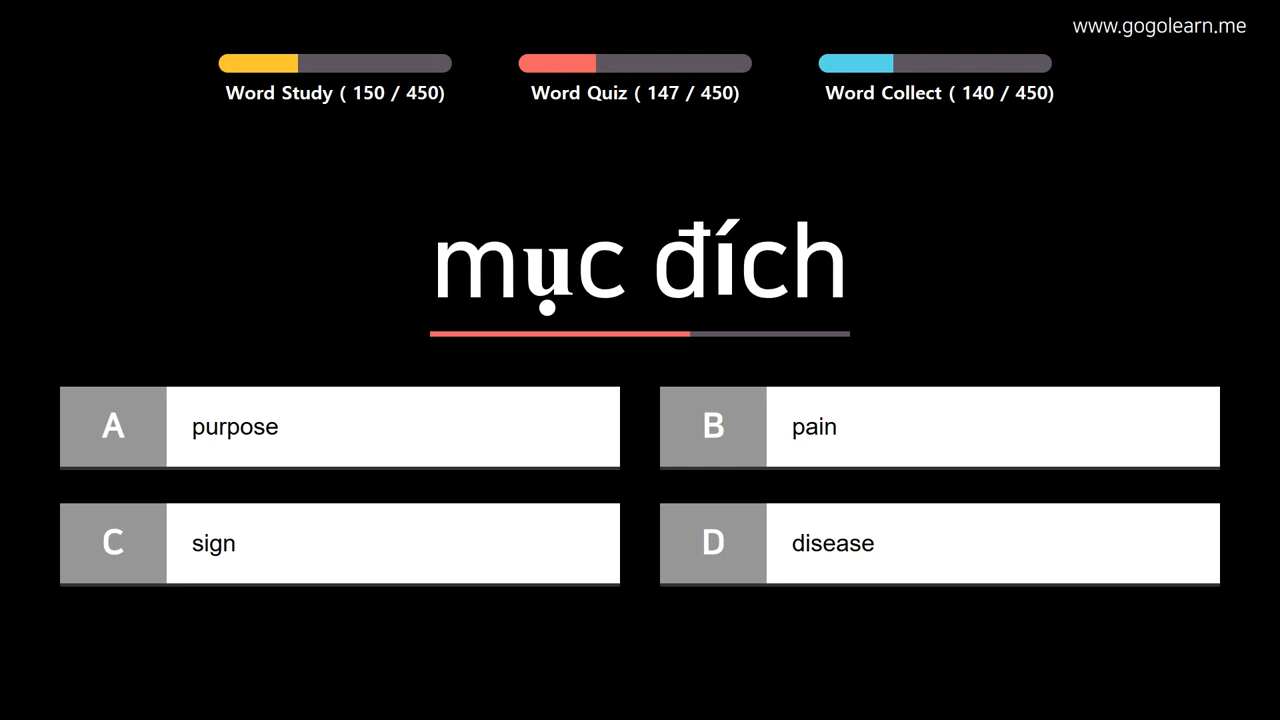 www.gogolearn.me
Word Study ( 150 / 450)
Word Quiz ( 147 / 450)
Word Collect ( 140 / 450)
mục đích
A purpose
B pain
C sign
D disease